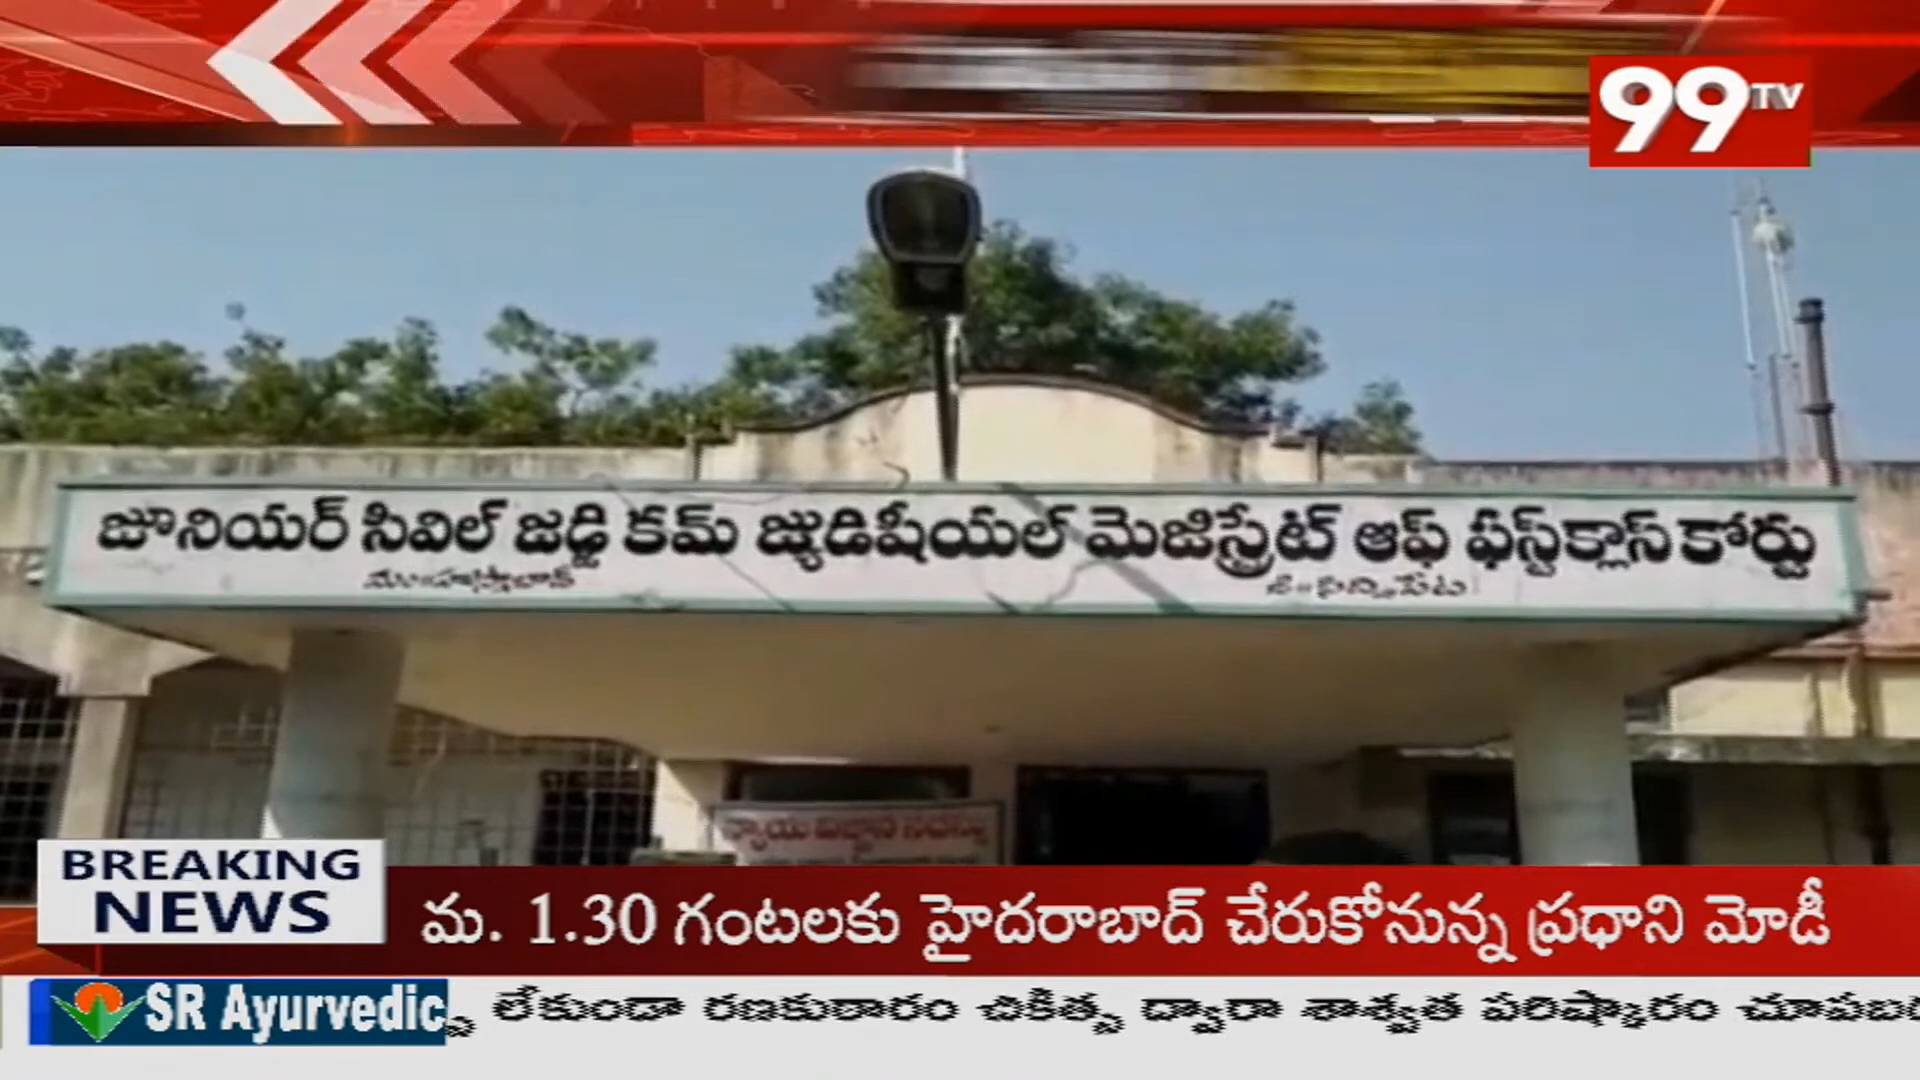 99TV
జూనియర్ సివిల్ జడ్జి కమ్ జ్యుడిషీయల్ మెజిస్ట్రేట్ ఆఫ్ ఫస్ట్‌క్లాస్ కోర్టు
BREAKING
NEWS
మ. 1.30 గంటలకు హైదరాబాద్ చేరుకోనున్న ప్రధాని మోడీ
SR Ayurvedic
లేకుండా రణకుఠారం చికిత్స ద్వారా శాశ్వత పరిష్కారం